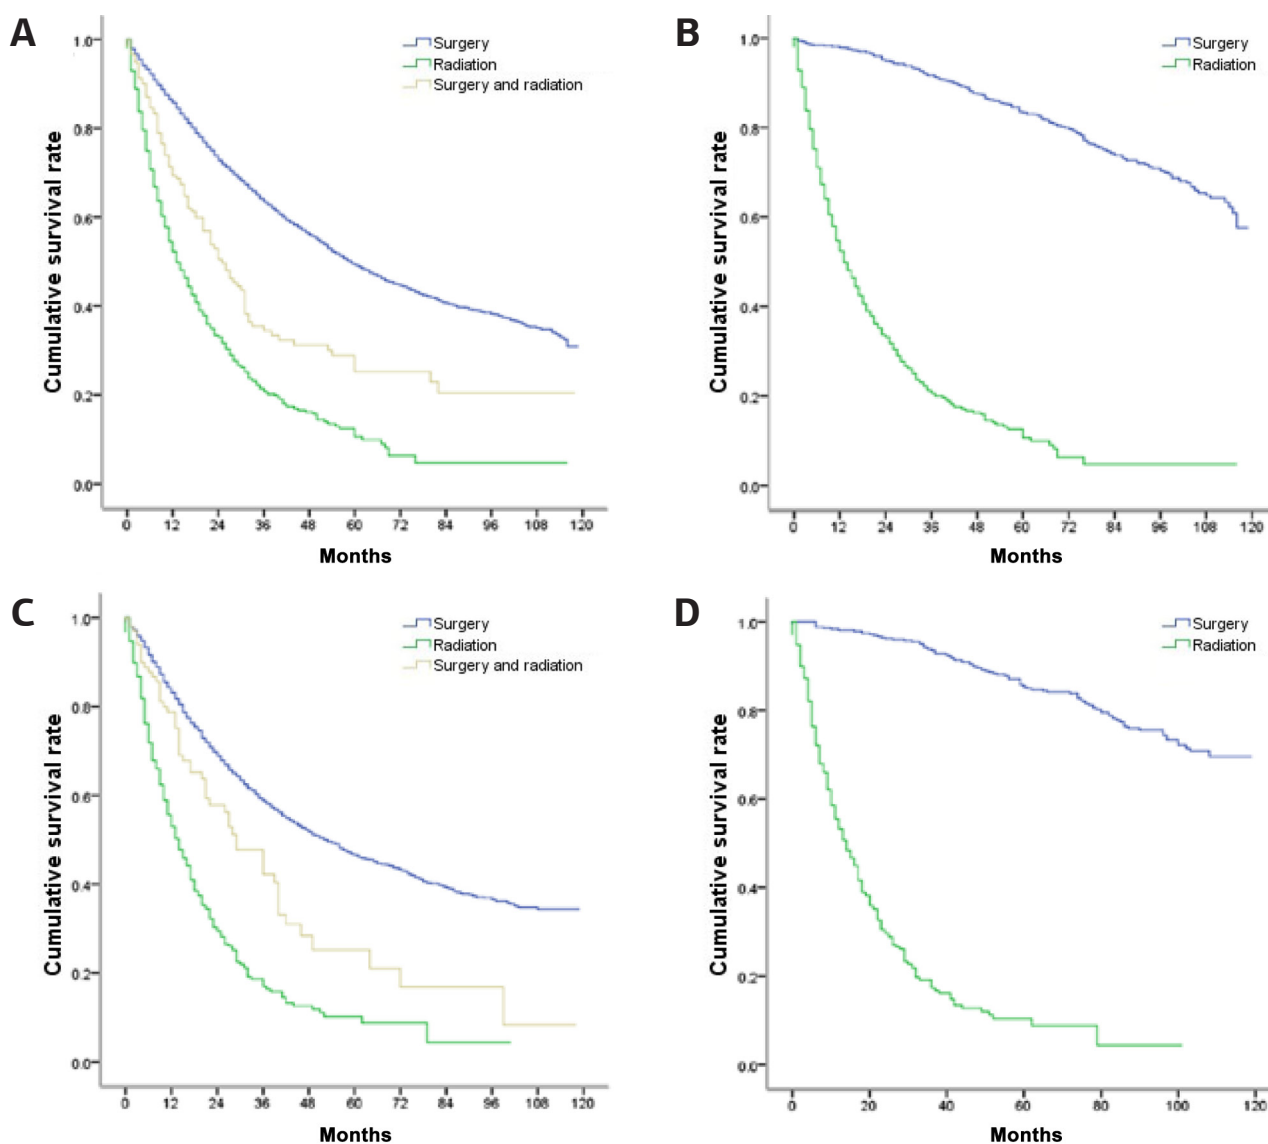 A
Surgery
Radiation
Surgery and radiation
Cumulative survival rate
1.0
0.8
0.6
0.4
0.2
0.0
0 12 24 36 48 60 72 84 96 108 120
Months
B
Surgery
Radiation
Cumulative survival rate
1.0
0.8
0.6
0.4
0.2
0.0
0 12 24 36 48 60 72 84 96 108 120
Months
C
Surgery
Radiation
Surgery and radiation
Cumulative survival rate
1.0
0.8
0.6
0.4
0.2
0.0
0 12 24 36 48 60 72 84 96 108 120
Months
D
Surgery
Radiation
Cumulative survival rate
1.0
0.8
0.6
0.4
0.2
0.0
0 20 40 60 80 100 120
Months